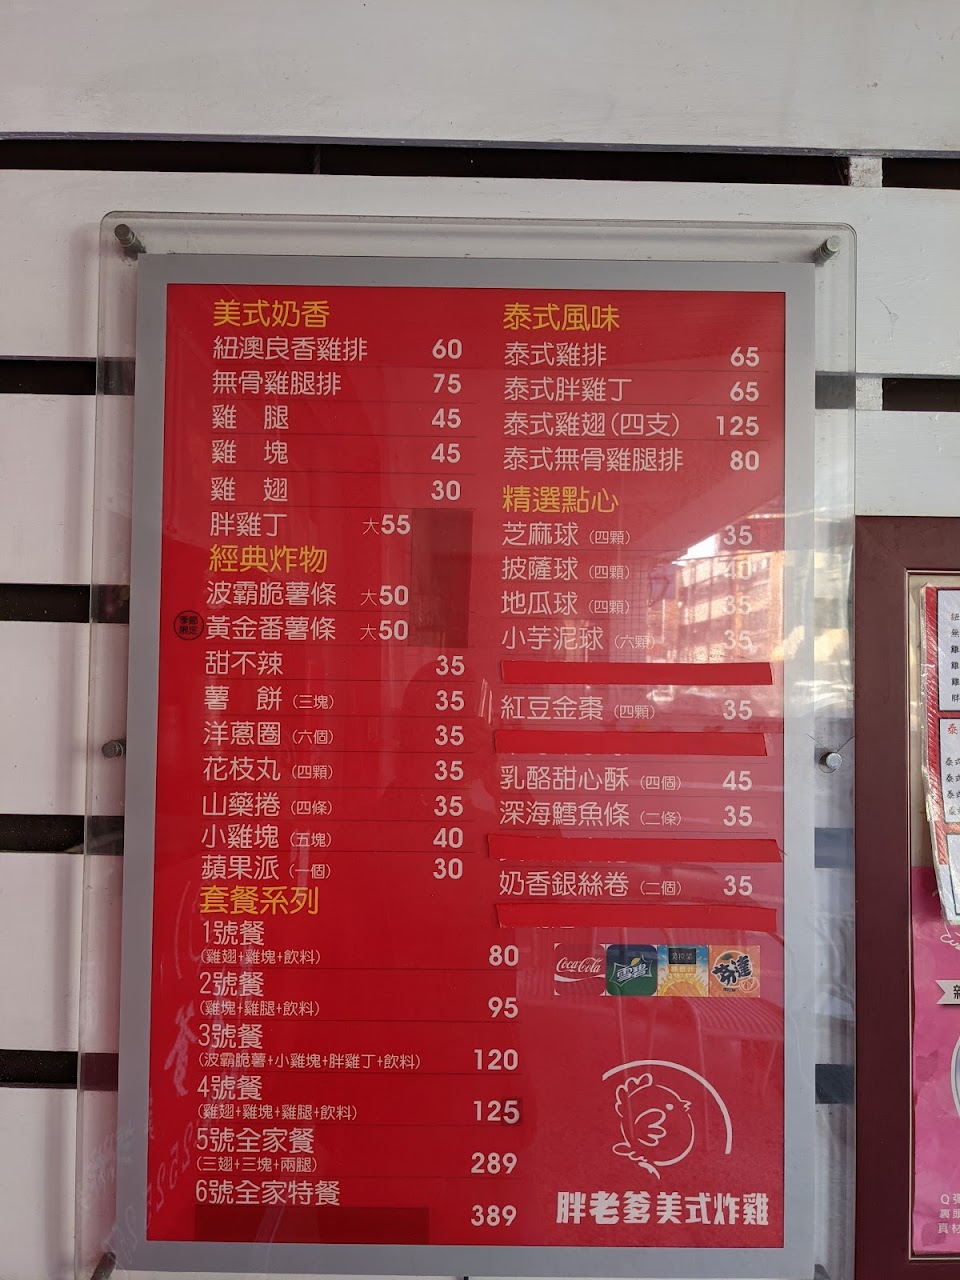 美式奶香
紐澳良香雞排 60
無骨雞腿排 75
雞 腿 45
雞 塊 45
雞 翅 30
胖雞丁 大55
經典炸物
波霸脆薯條 大50
季節限定 黃金番薯條 大50
甜不辣 35
薯 餅 (三塊) 35
洋蔥圈 (六個) 35
花枝丸 (四顆) 35
山藥捲 (四條) 35
小雞塊 (五塊) 40
蘋果派 (一個) 30
套餐系列
1號餐
(雞翅+雞塊+飲料) 80
2號餐
(雞塊+雞腿+飲料) 95
3號餐
(波霸脆薯+小雞塊+胖雞丁+飲料) 120
4號餐
(雞翅+雞塊+雞腿+飲料) 125
5號全家餐
(三翅+三塊+兩腿) 289
6號全家特餐
389
泰式風味
泰式雞排 65
泰式胖雞丁 65
泰式雞翅(四支) 125
泰式無骨雞腿排 80
精選點心
芝麻球 (四顆) 35
披薩球 (四顆) 40
地瓜球 (四顆) 35
小芋泥球 (六顆) 35
紅豆金棗 (四顆) 35
乳酪甜心酥 (四個) 45
深海鱈魚條 (二條) 35
奶香銀絲卷 (二個) 35
Coca-Cola
雪碧
芬達
胖老爹美式炸雞